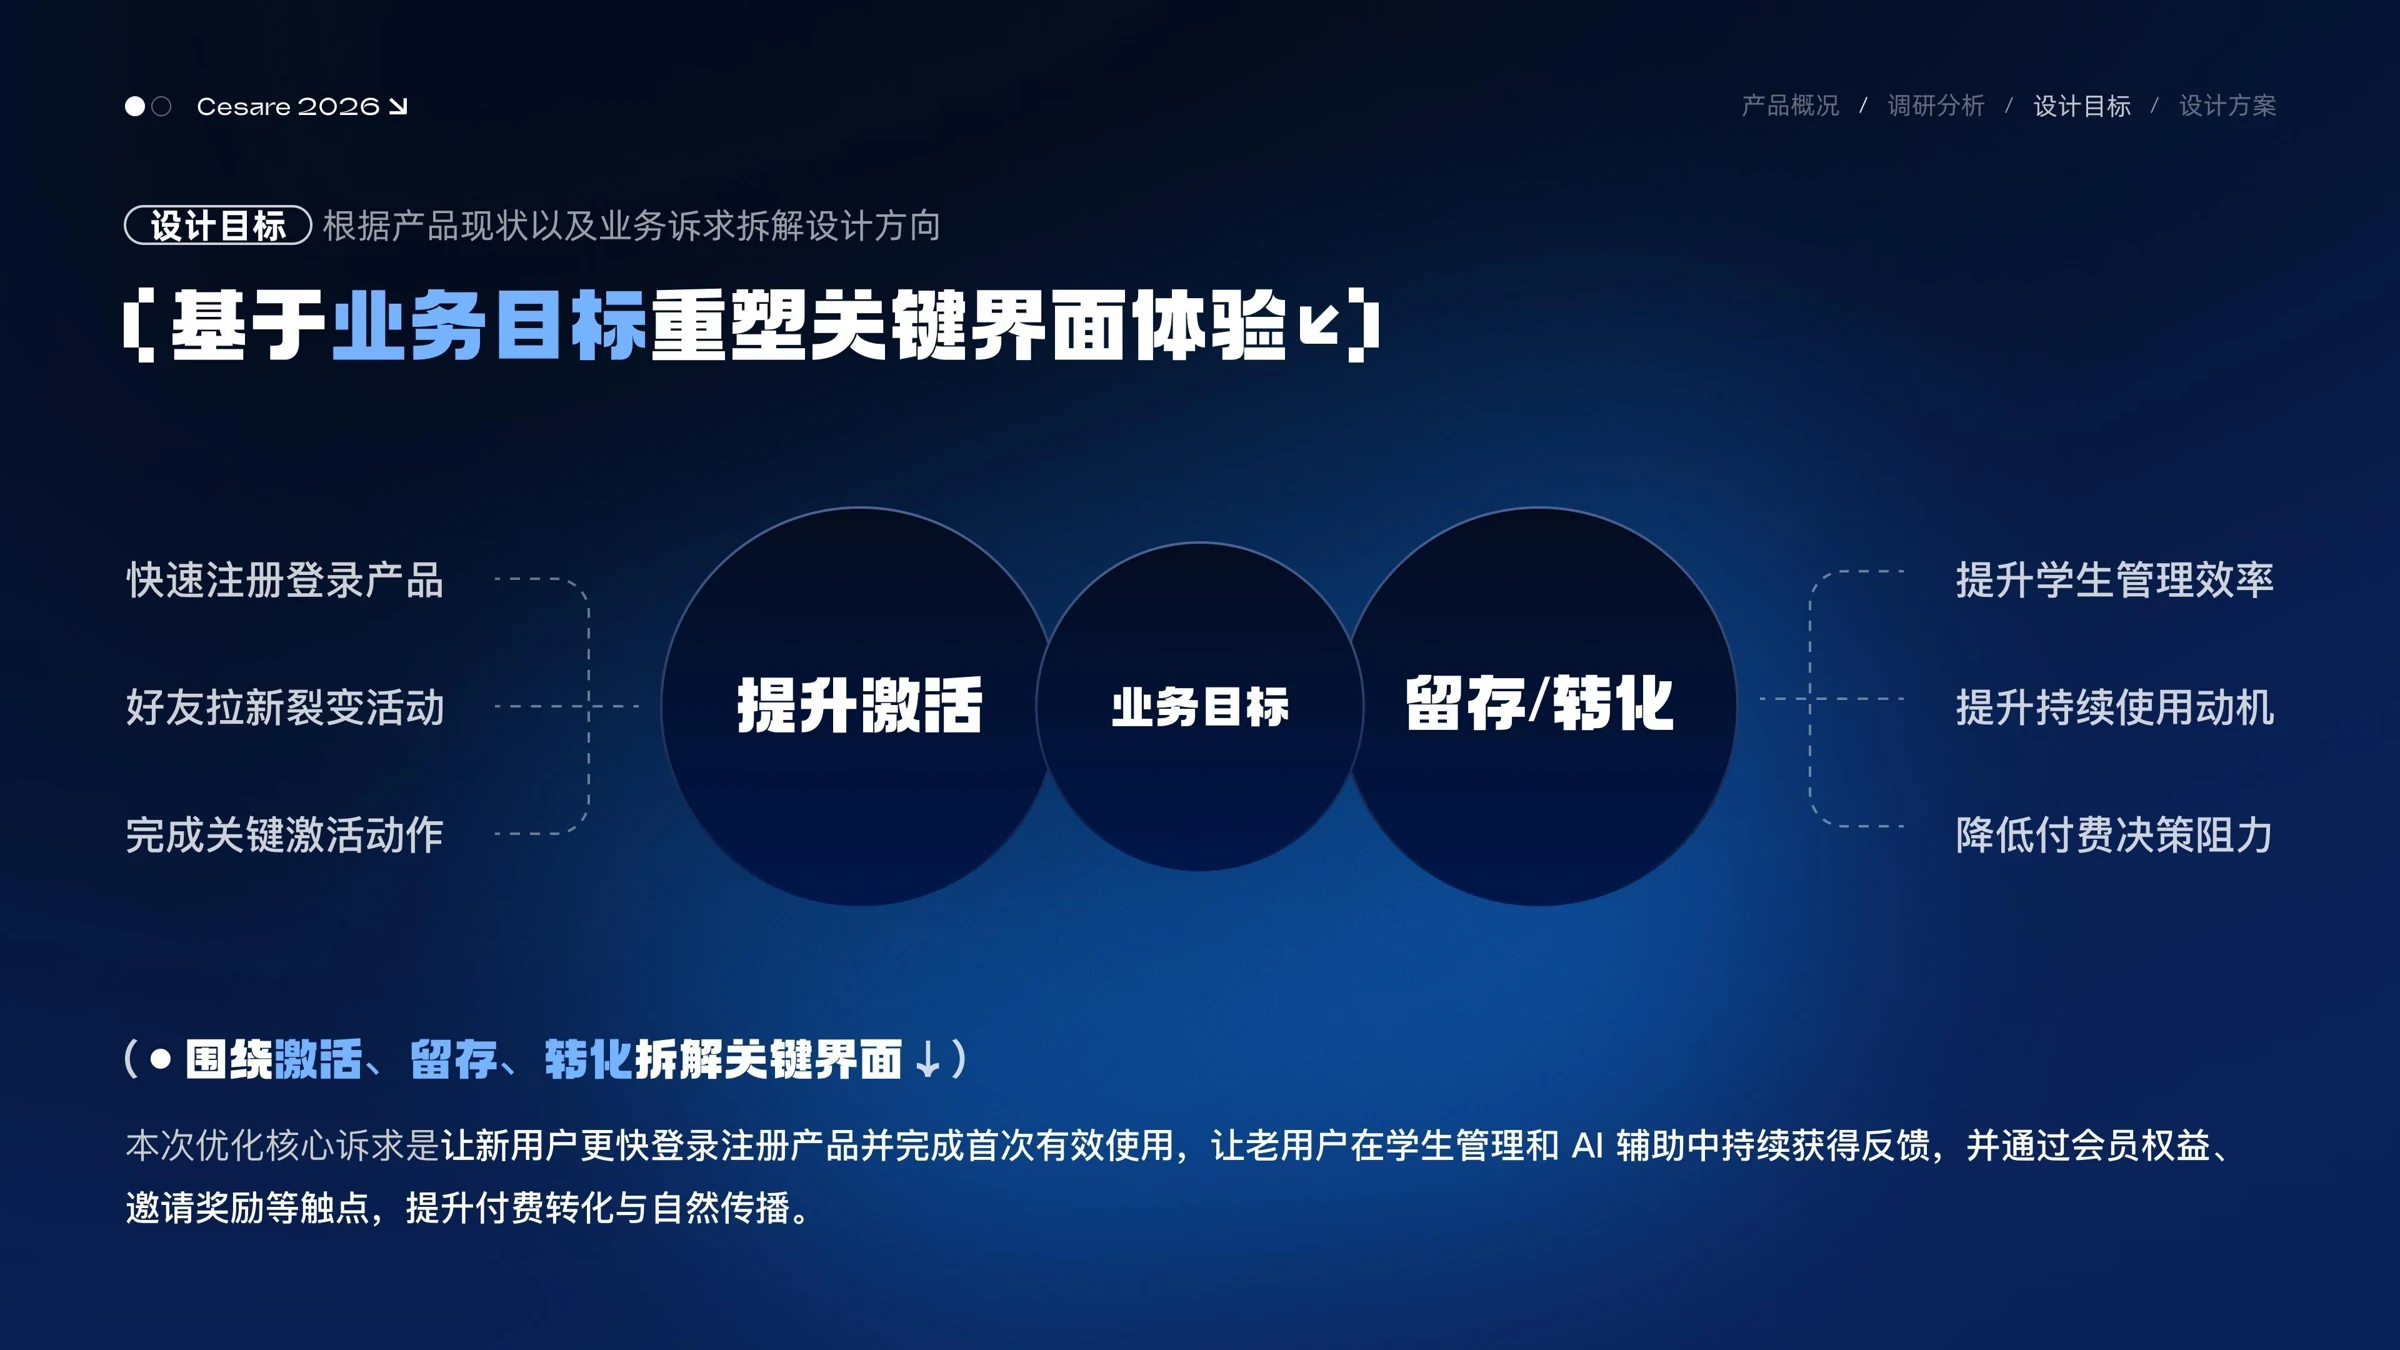 Cesare 2026
产品概况 / 调研分析 / 设计目标 / 设计方案
设计目标 根据产品现状以及业务诉求拆解设计方向
基于业务目标重塑关键界面体验
快速注册登录产品
好友拉新裂变活动
完成关键激活动作
提升激活
业务目标
留存/转化
提升学生管理效率
提升持续使用动机
降低付费决策阻力
(●围绕激活、留存、转化拆解关键界面↓)
本次优化核心诉求是让新用户更快登录注册产品并完成首次有效使用，让老用户在学生管理和 AI 辅助中持续获得反馈，并通过会员权益、
邀请奖励等触点，提升付费转化与自然传播。